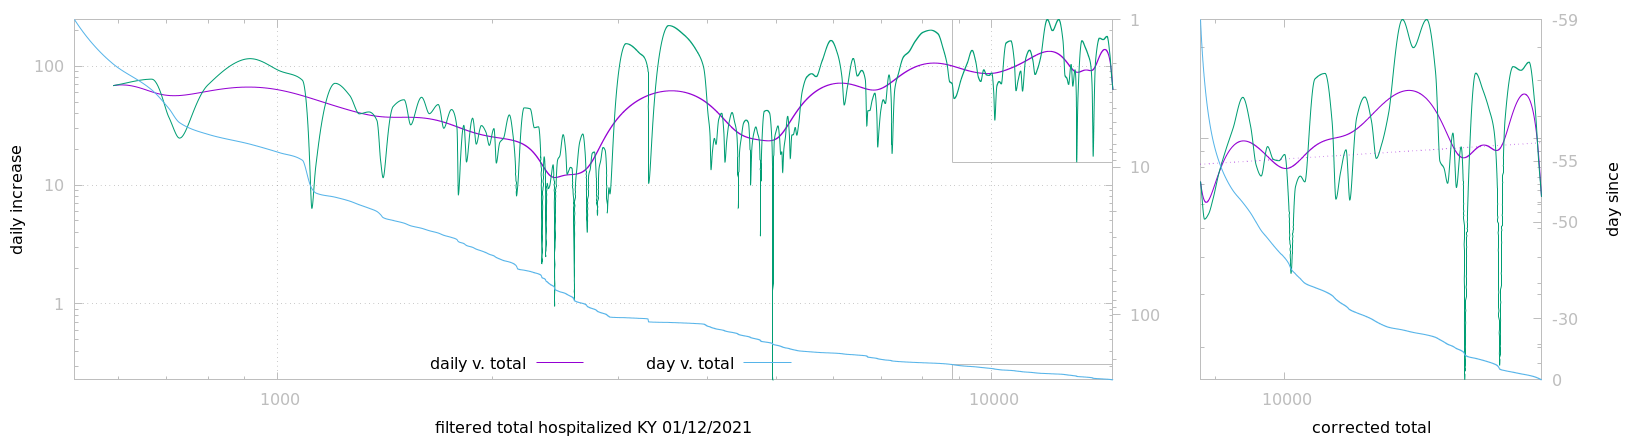 daily increase
100
10
1
1000
10000
daily v. total
day v. total
filtered total hospitalized KY 01/12/2021
1
10
100
10000
corrected total
-59
-55
-50
-30
0
day since